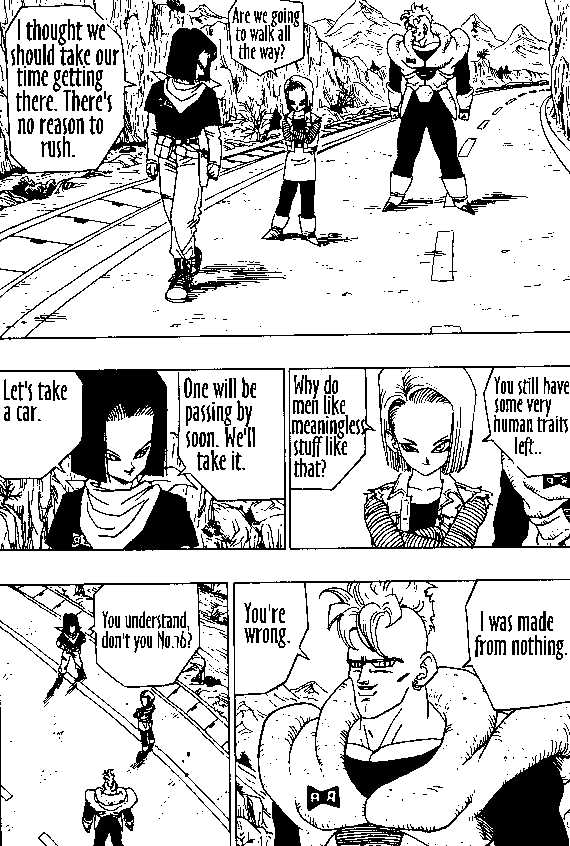 I thought we
should take our
time getting
there. There's
no reason to
rush.
Are we going
to walk all
the way?
Let's take
a car.
One will be
passing by
soon. We'll
take it.
Why do
men like
meaningless
stuff like
that?
You still have
some very
human traits
left..
You understand,
don't you No.16?
You're
wrong.
I was made
from nothing.